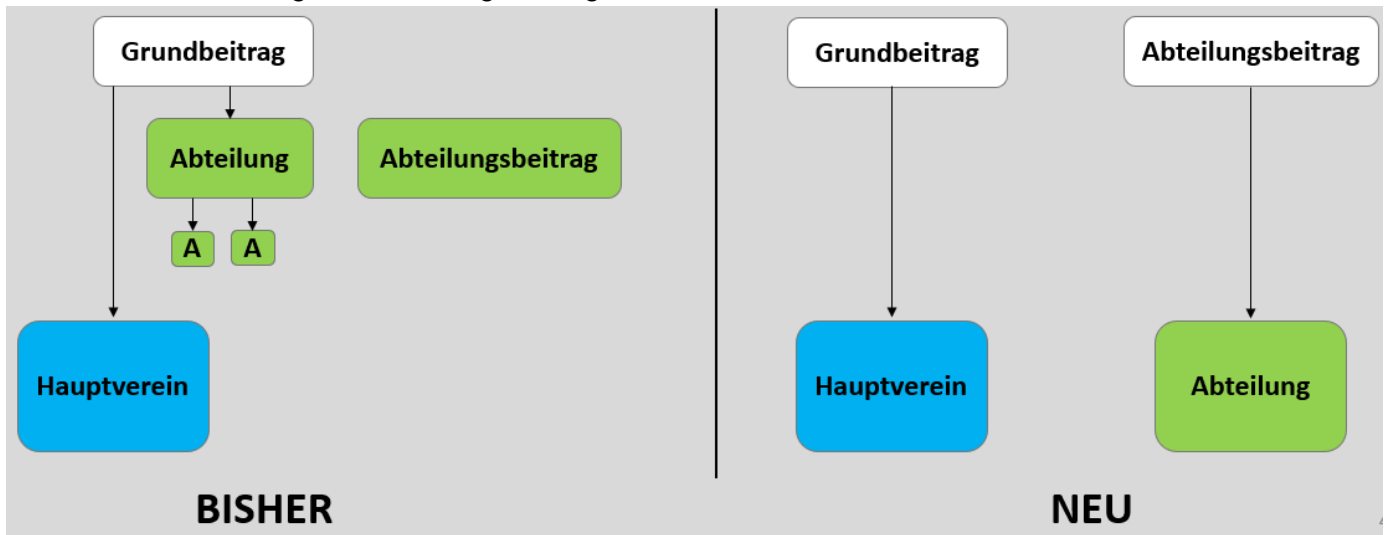 Grundbeitrag
Abteilung
Abteilungsbeitrag
A
A
Hauptverein
BISHER
Grundbeitrag
Abteilungsbeitrag
Hauptverein
Abteilung
NEU